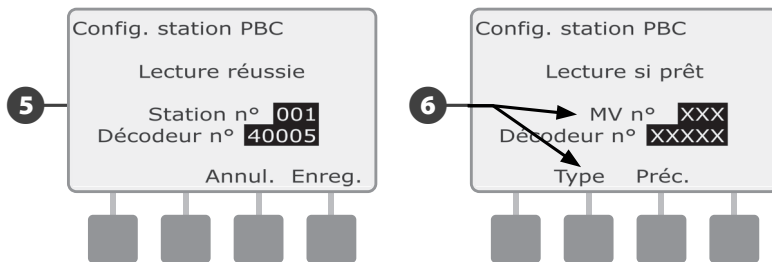 5
Config. station PBC
Lecture réussie
Station n° 001
Décodeur n° 40005
Annul. Enreg.
6
Config. station PBC
Lecture si prêt
MV n° XXX
Décodeur n° XXXXX
Type Préc.